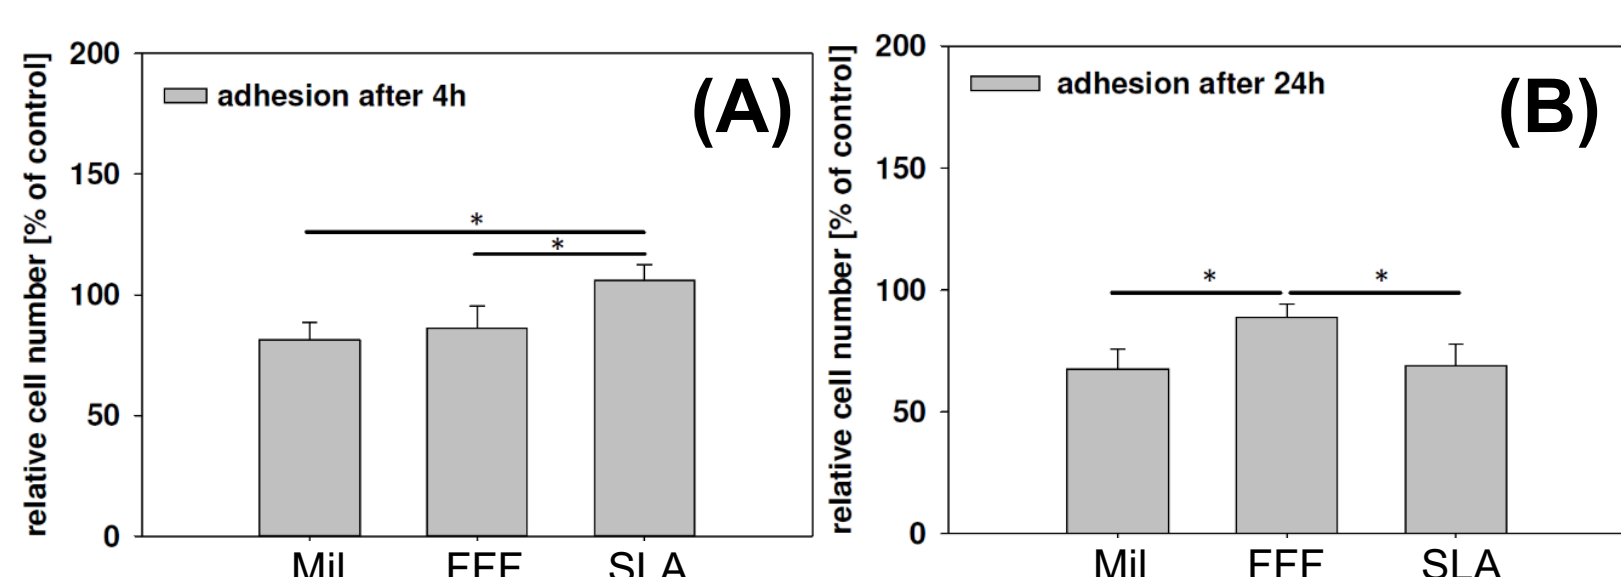 relative cell number [% of control]
200
150
100
50
0
adhesion after 4h
(A)
*
*
Mil
FFF
SLA
relative cell number [% of control]
200
150
100
50
0
adhesion after 24h
(B)
*
*
Mil
FFF
SLA